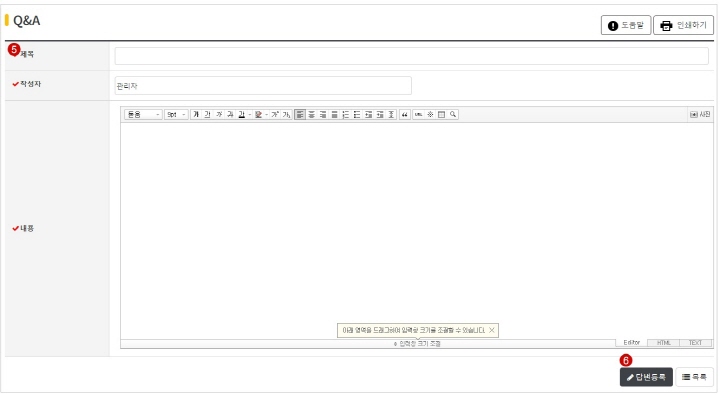 Q&A
도움말 인쇄하기
5 제목
작성자 관리자
돋움 9pt 가 가 가 가 가 가 가 URL 사진
내용
아래 영역을 드래그하여 입력창 크기를 조절할 수 있습니다.
입력창 크기 조절 Editor HTML TEXT
6
답변등록 목록